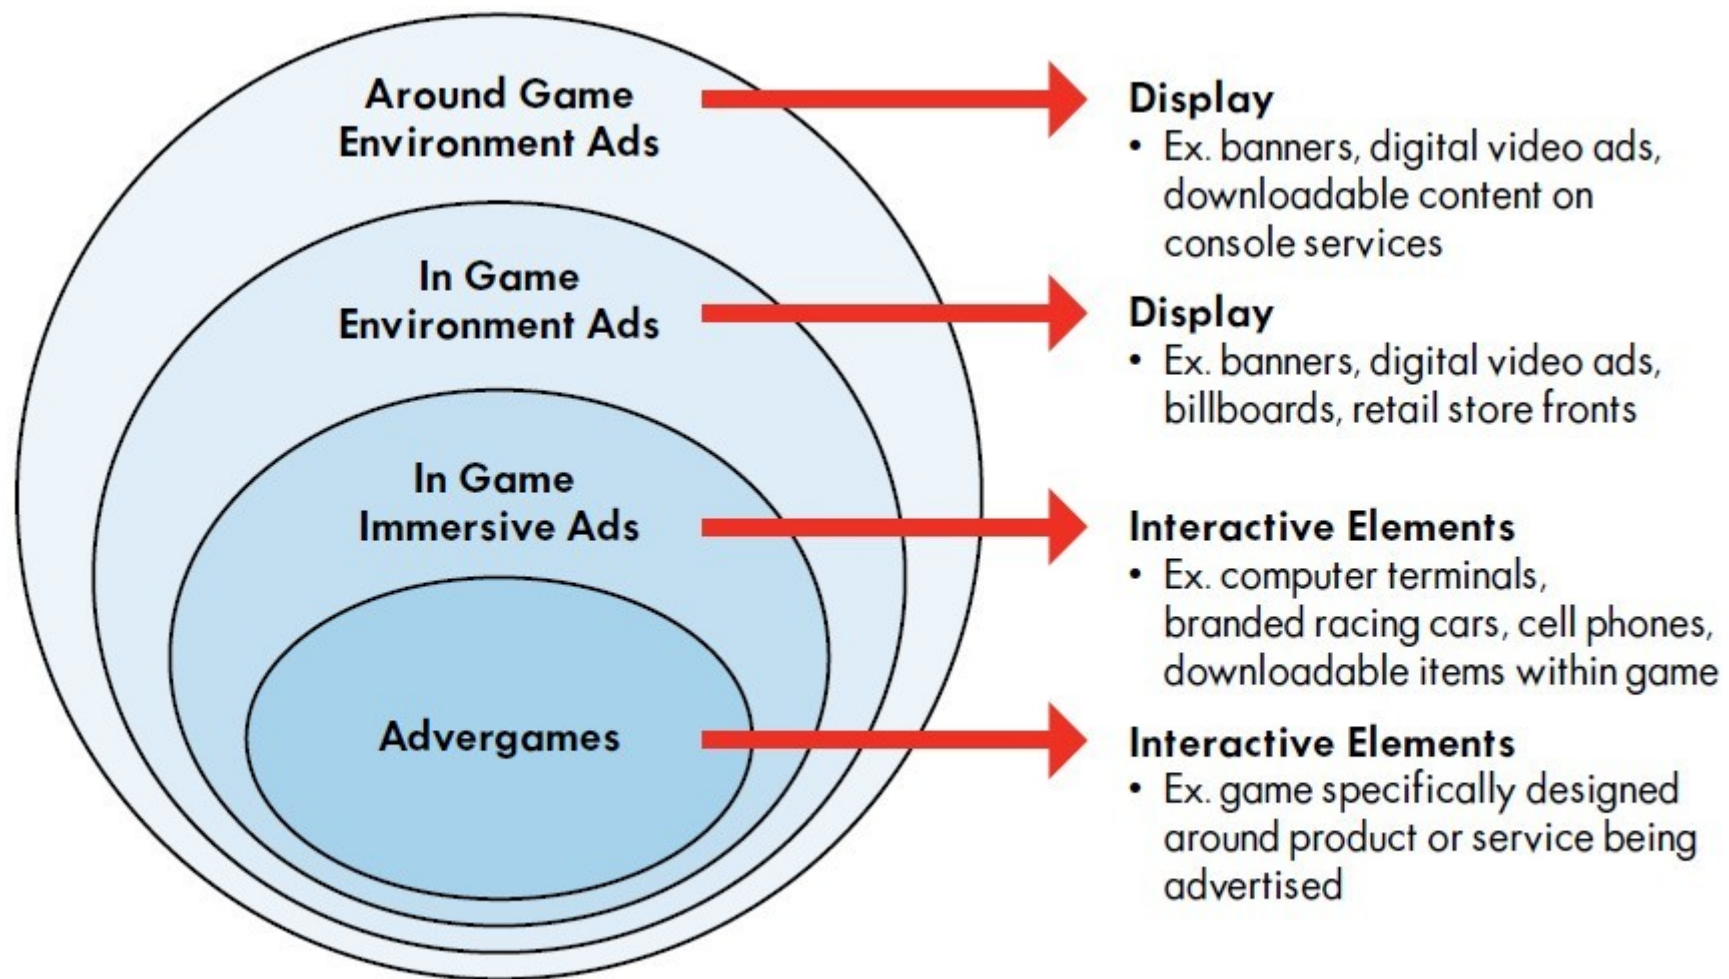 Around Game
Environment Ads
Display
• Ex. banners, digital video ads,
downloadable content on
console services
In Game
Environment Ads
Display
• Ex. banners, digital video ads,
billboards, retail store fronts
In Game
Immersive Ads
Interactive Elements
• Ex. computer terminals,
branded racing cars, cell phones,
downloadable items within game
Advergames
Interactive Elements
• Ex. game specifically designed
around product or service being
advertised